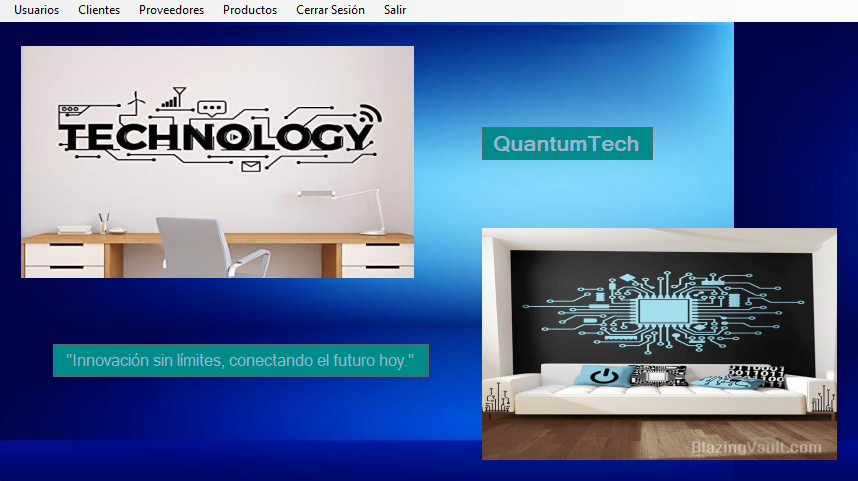 Usuarios Clientes Proveedores Productos Cerrar Sesión Salir
TECHNOLOGY
QuantumTech
"Innovación sin límites, conectando el futuro hoy."
BlazingVault.com